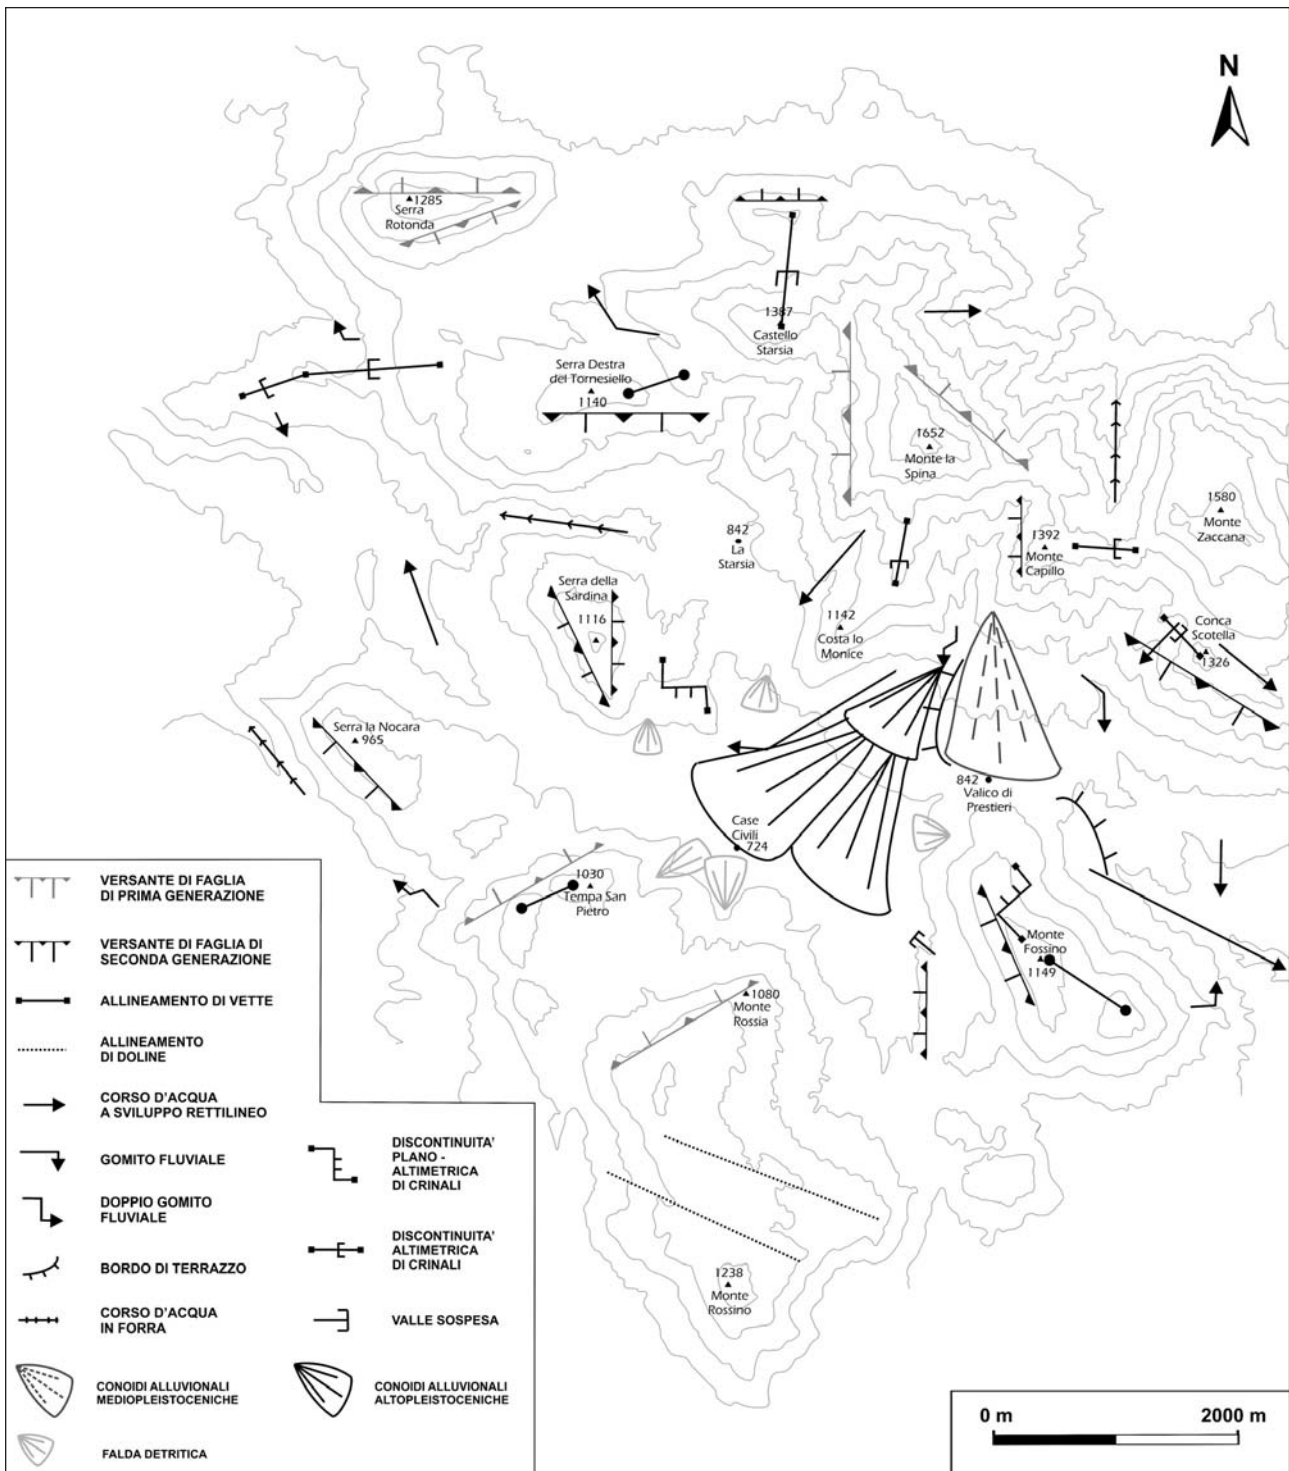 N
1285
Serra
Rotonda
1387
Castello
Starsia
Serra Destra
del Tornesiello
1140
1652
Monte la
Spina
1580
Monte
Zaccana
842
La
Starsia
1392
Monte
Capillo
Serra della
Sardina
1116
1142
Costa lo
Monice
Conca
Scotella
1326
Serra la Nocara
965
842
Valico di
Prestieri
Case
Civili
724
1030
Tempa San
Pietro
Monte
Fossino
1149
1080
Monte
Rossia
1238
Monte
Rossino
VERSANTE DI FAGLIA
DI PRIMA GENERAZIONE
VERSANTE DI FAGLIA DI
SECONDA GENERAZIONE
ALLINEAMENTO DI VETTE
ALLINEAMENTO
DI DOLINE
CORSO D'ACQUA
A SVILUPPO RETTILINEO
GOMITO FLUVIALE
DOPPIO GOMITO
FLUVIALE
BORDO DI TERRAZZO
CORSO D'ACQUA
IN FORRA
CONOIDI ALLUVIONALI
MEDIOPLEISTOCENICHE
FALDA DETRITICA
DISCONTINUITA'
PLANO -
ALTIMETRICA
DI CRINALI
DISCONTINUITA'
ALTIMETRICA
DI CRINALI
VALLE SOSPESA
CONOIDI ALLUVIONALI
ALTOPLEISTOCENICHE
0 m 2000 m